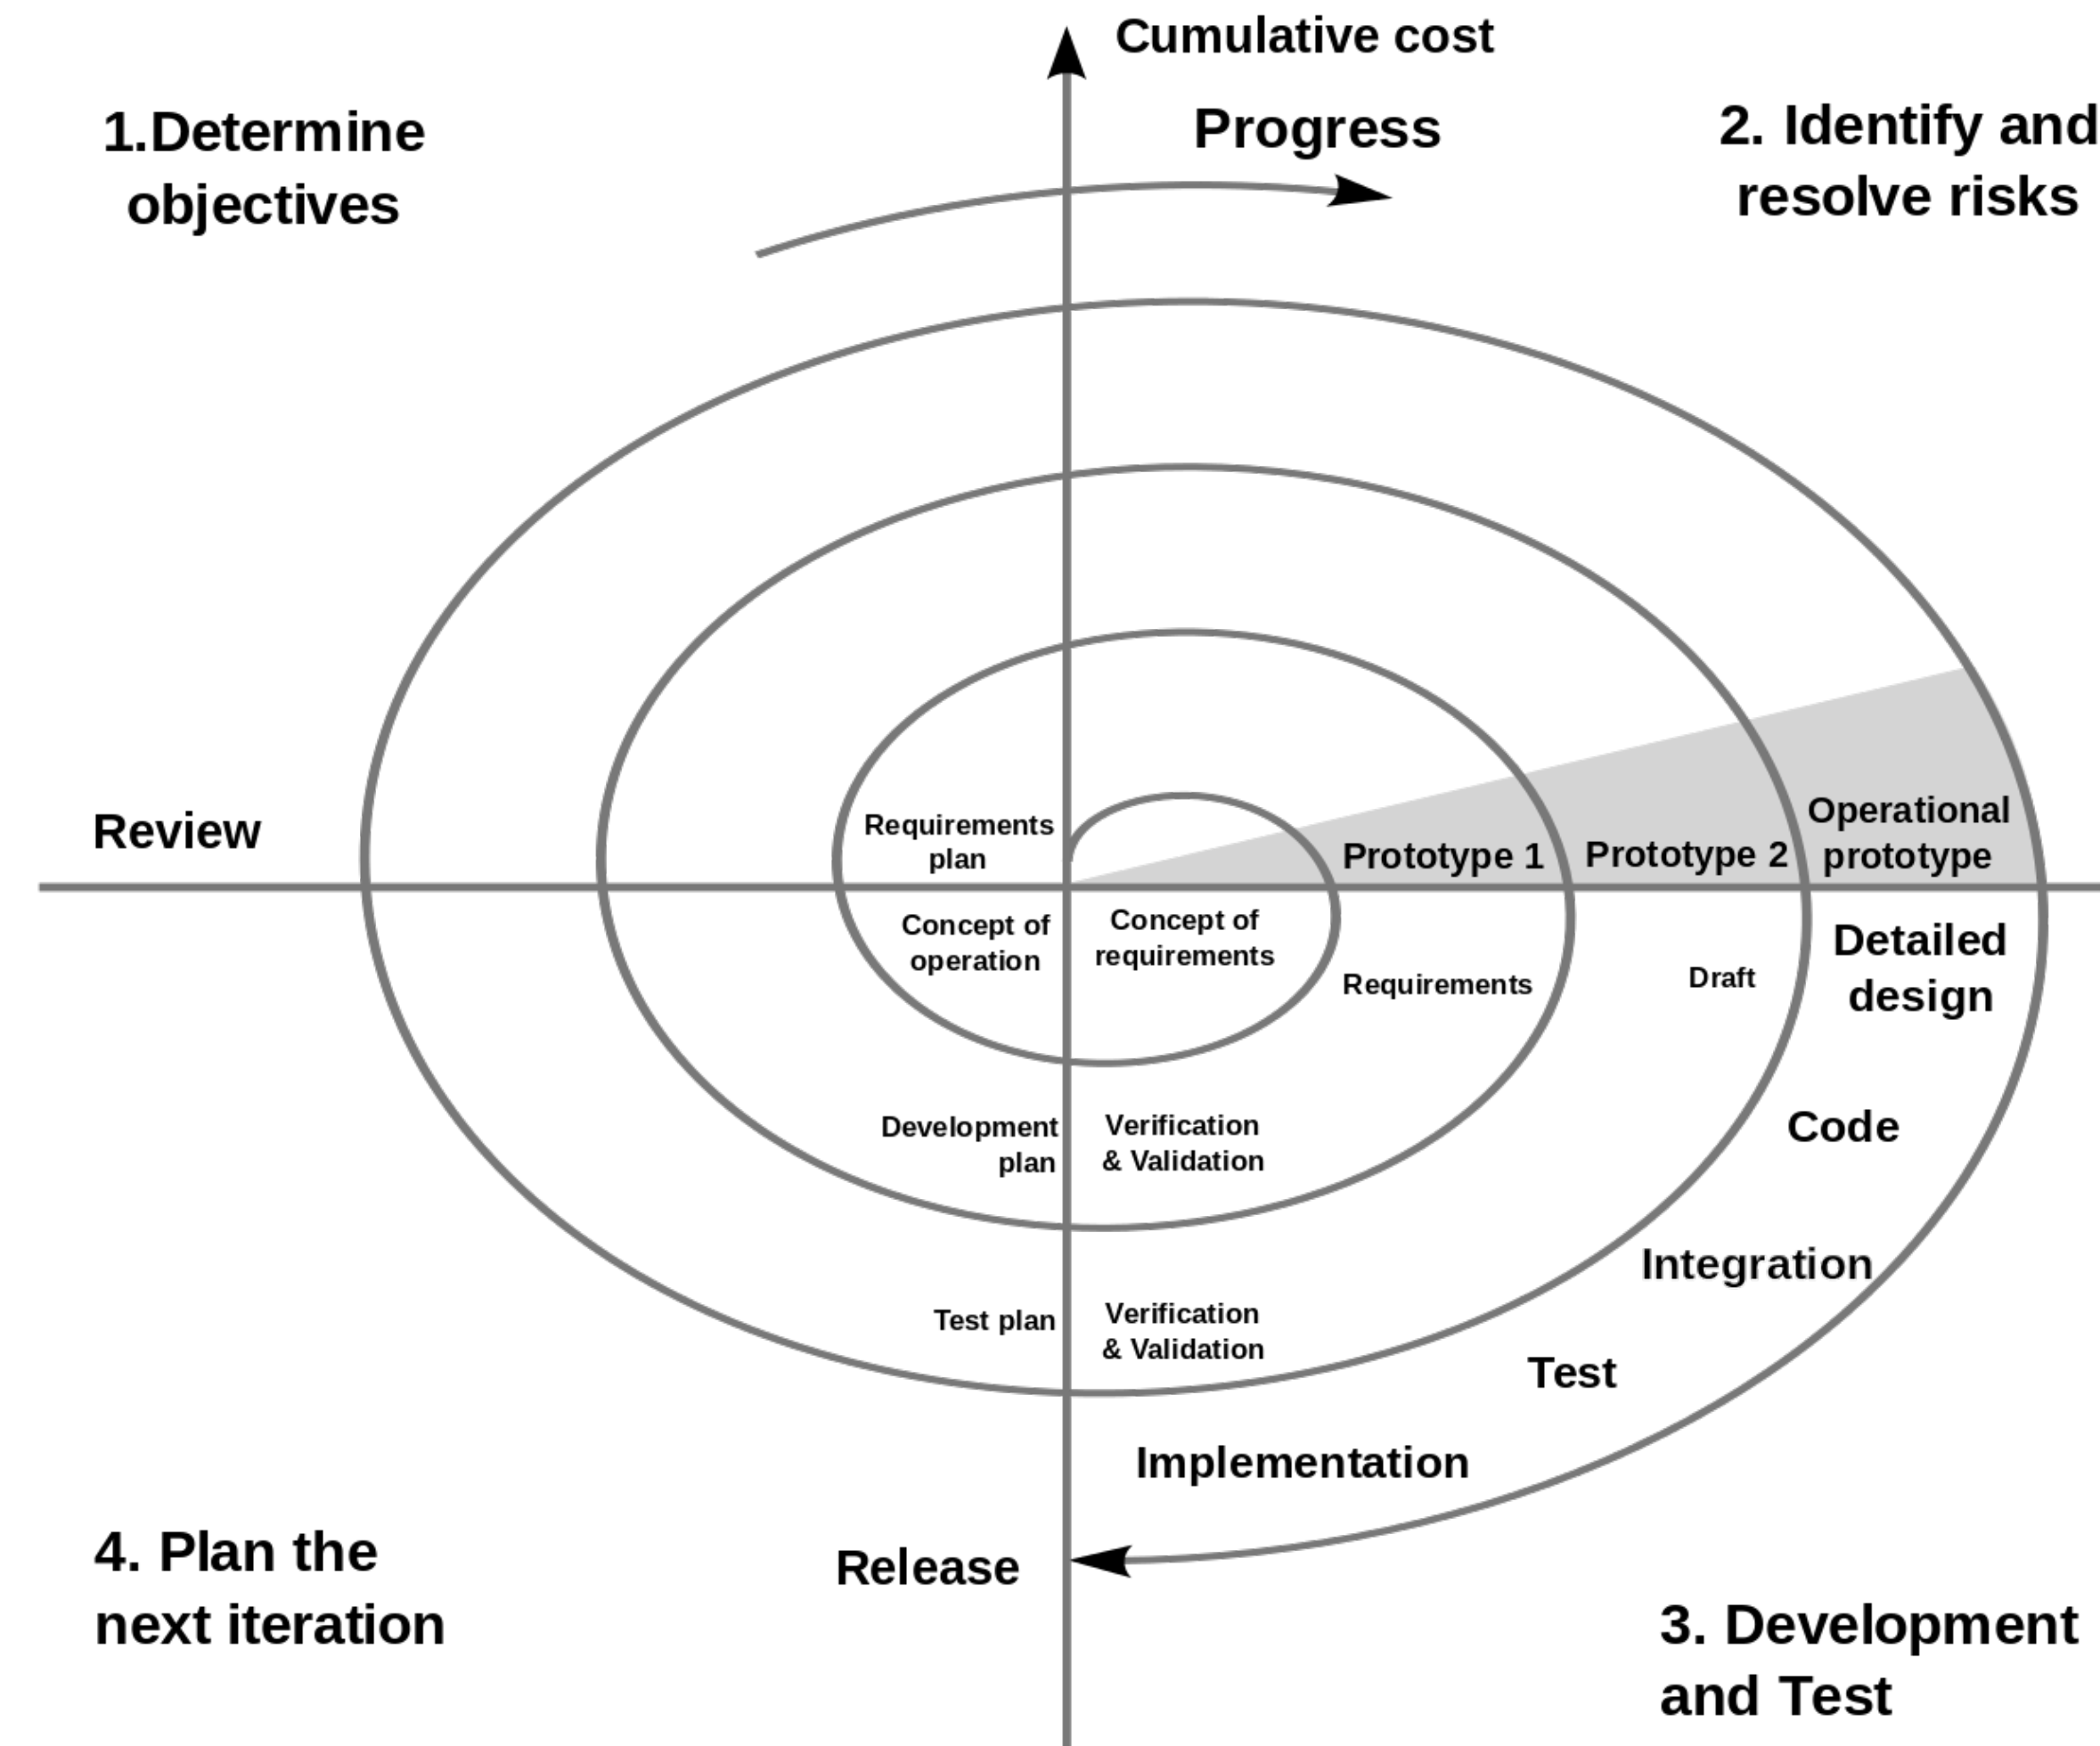 Cumulative cost
Progress
1.Determine
objectives
2. Identify and
resolve risks
Review
Requirements
plan
Prototype 1
Prototype 2
Operational
prototype
Concept of
operation
Concept of
requirements
Requirements
Draft
Detailed
design
Development
plan
Verification
& Validation
Code
Integration
Test plan
Verification
& Validation
Test
Implementation
Release
4. Plan the
next iteration
3. Development
and Test